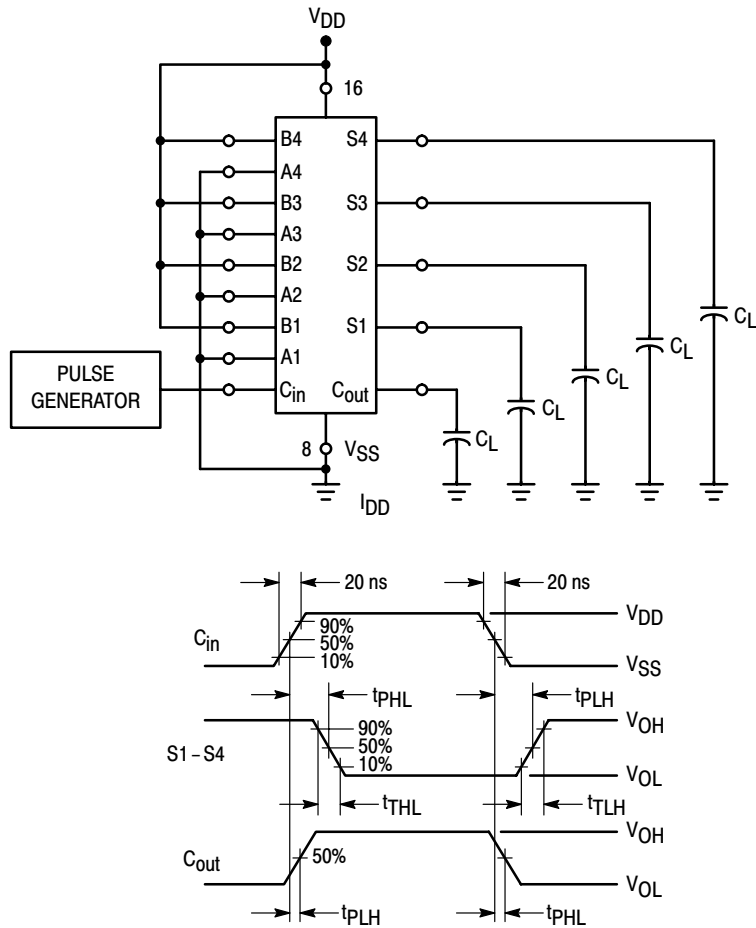 VDD
16
B4 S4
A4
B3 S3
A3
B2 S2
A2
B1 S1
A1
Cin Cout
PULSE
GENERATOR
CL
CL
CL
CL
CL
8 VSS
IDD
20 ns 20 ns
Cin
90%
50%
10%
VDD
VSS
tPHL tPLH
S1 – S4
90%
50%
10%
VOH
VOL
tTHL tTLH
Cout
50%
VOH
VOL
tPLH tPHL